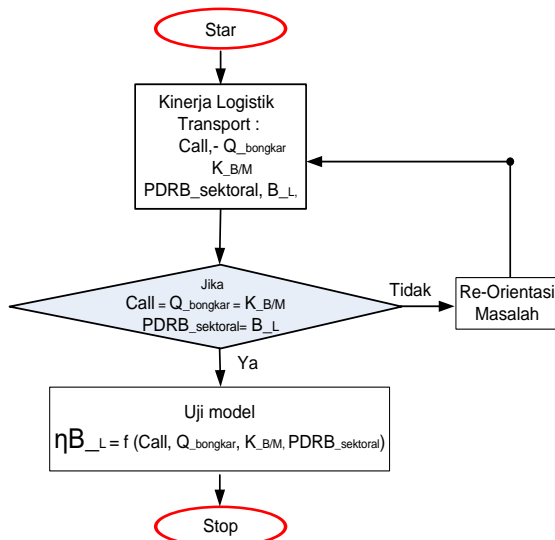 Star
Kinerja Logistik
Transport :
Call,- Q_bongkar
K_B/M
PDRB_sektoral, B_L,
Jika
Call = Q_bongkar = K_B/M
PDRB_sektoral= B_L
Tidak
Re-Orientasi
Masalah
Ya
Uji model
ηB_L = f (Call, Q_bongkar, K_B/M, PDRB_sektoral)
Stop